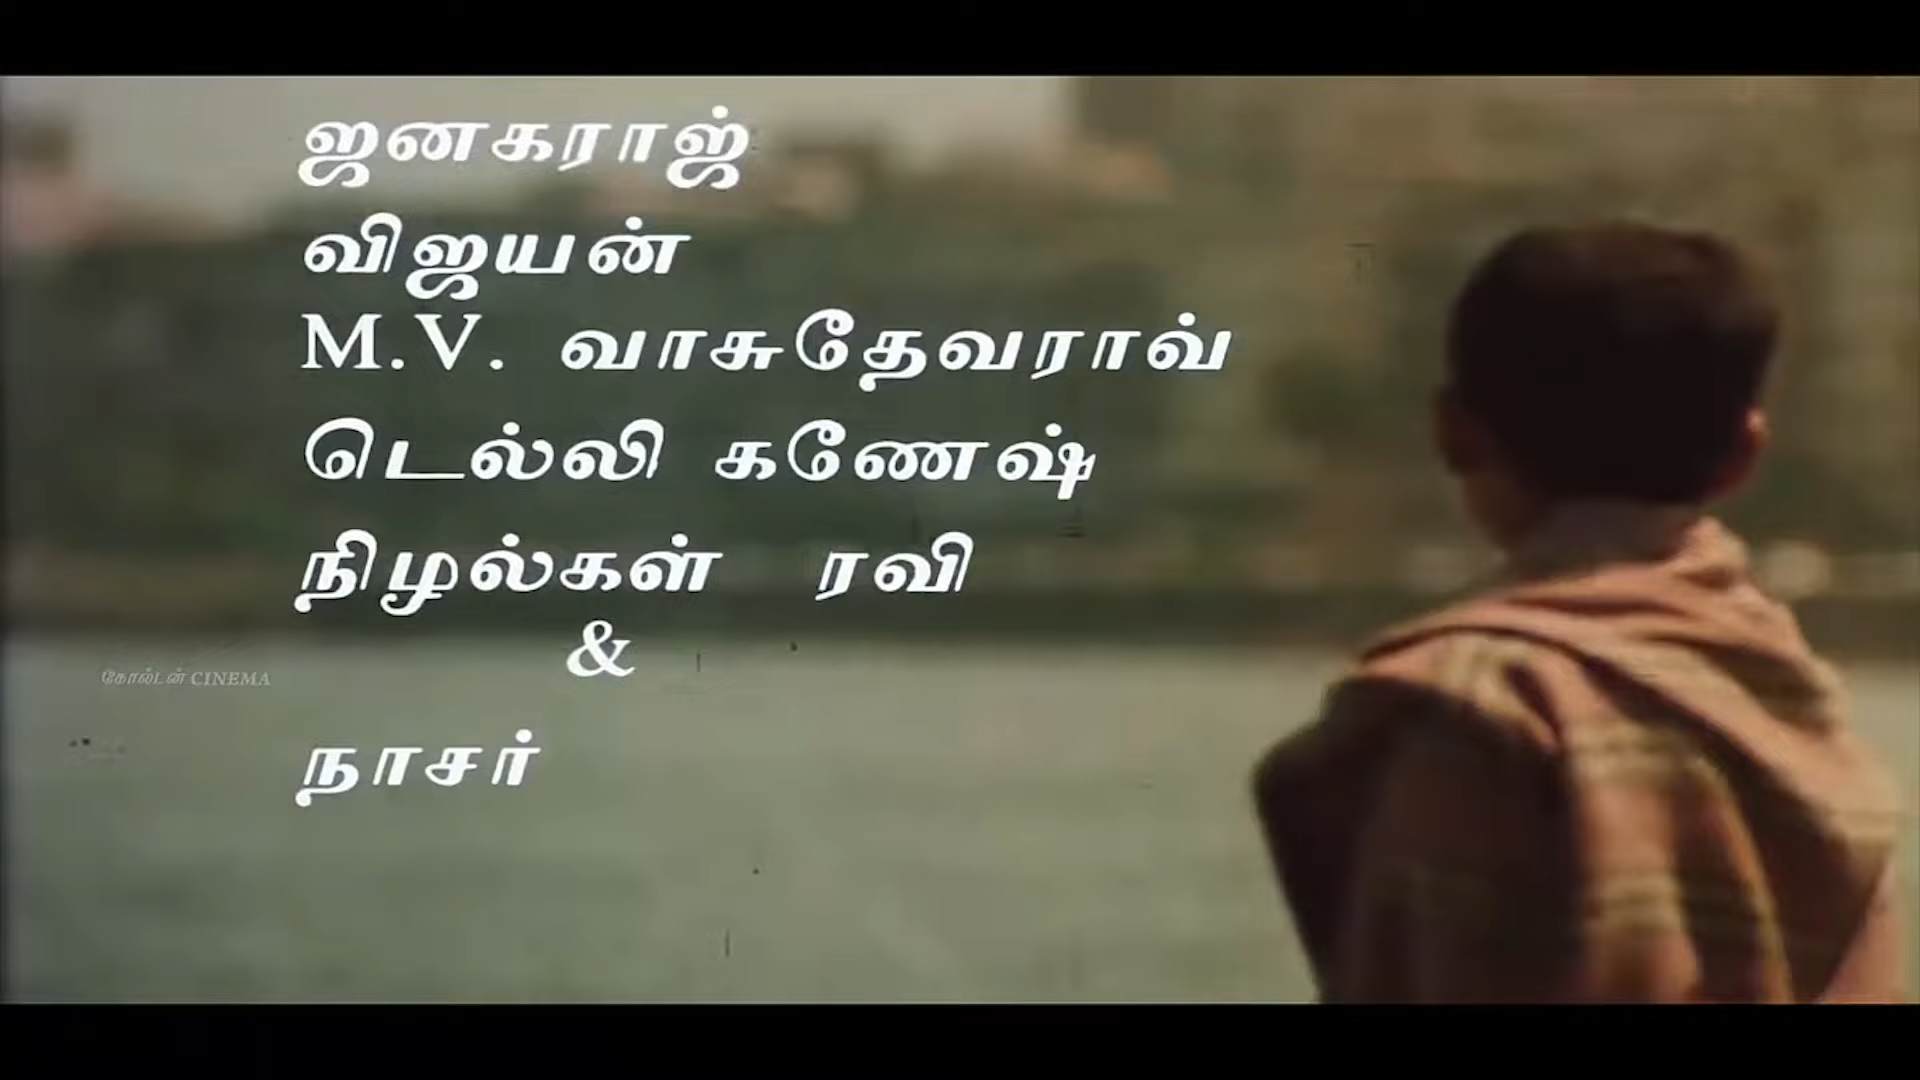 ஜனகராஜ்
விஜயன்
M.V. வாசுதேவராவ்
டெல்லி கணேஷ்
நிழல்கள் ரவி
&
கோல்டன் CINEMA
நாசர்